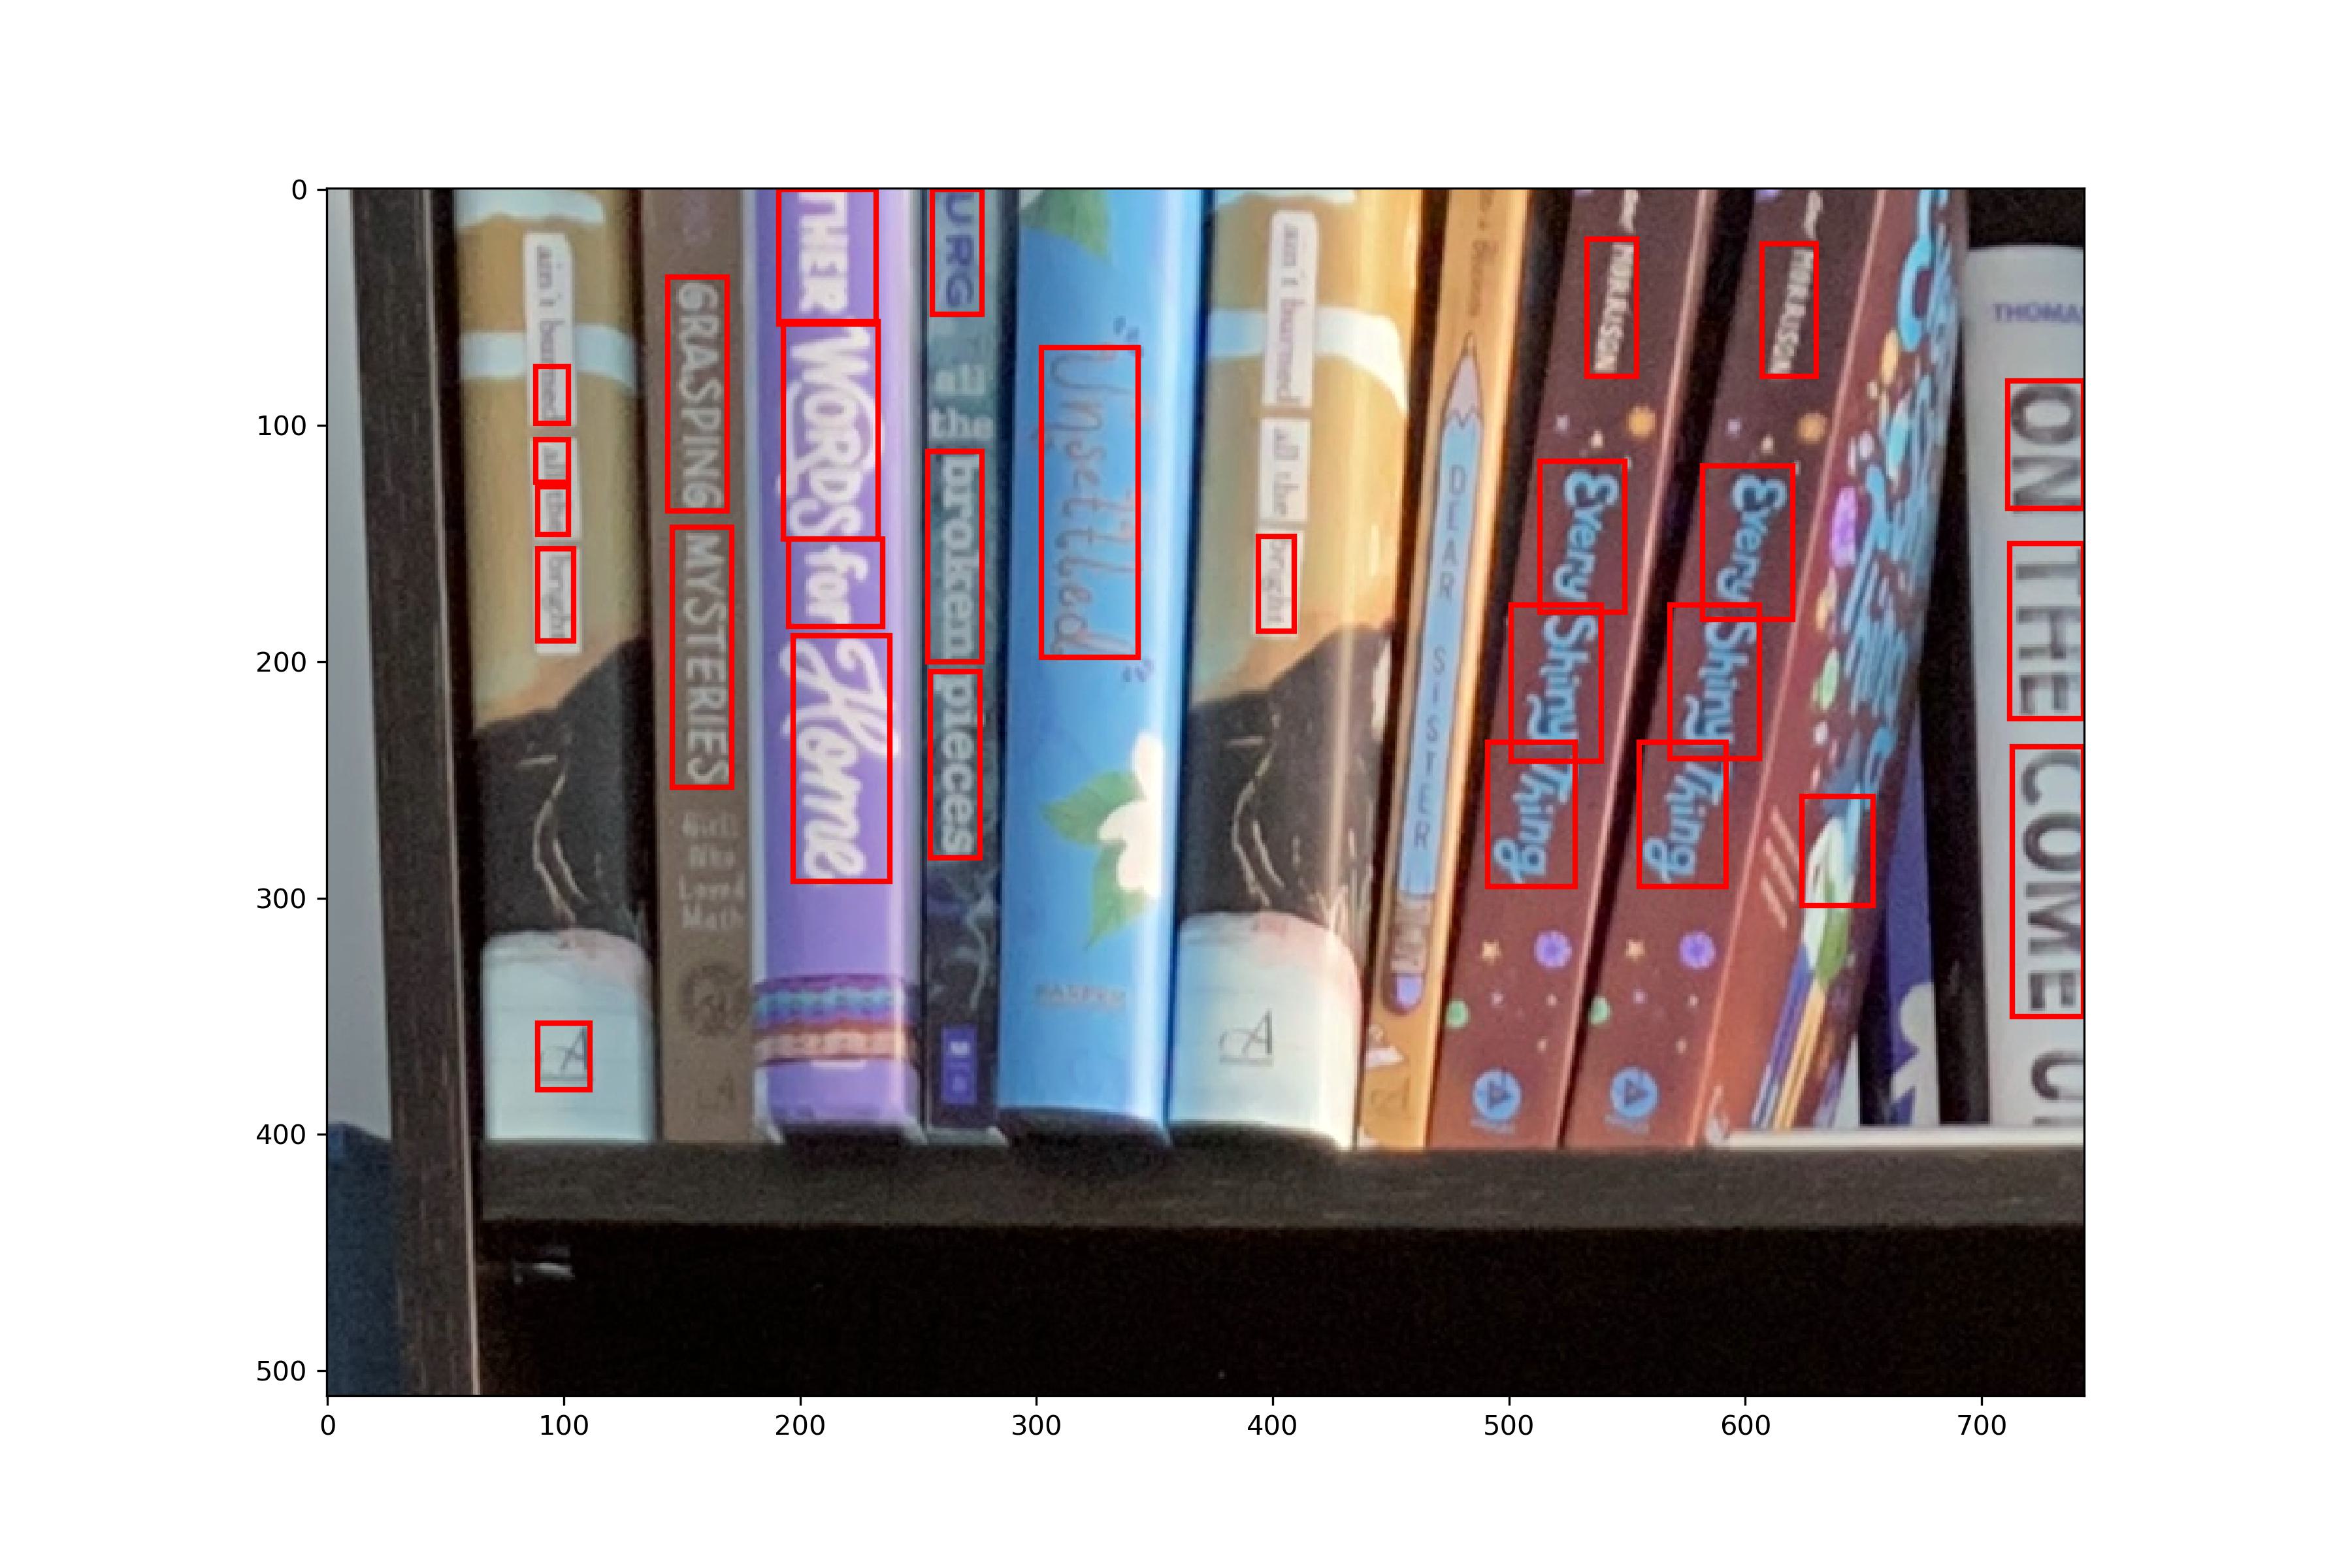 ain't burned
all the
bright
A
GRASPING
MYSTERIES
Girls
Who
Loved
Math
THER WORDS for Home
URG
all
the
broken
pieces
Unsettled
HARPER
ain't burned
all the
bright
A
DEAR SISTER
MORRISON
Every Shiny Thing
MORRISON
Every Shiny Thing
THOMAS
ON THE COME U
0
100
200
300
400
500
0
100
200
300
400
500
600
700